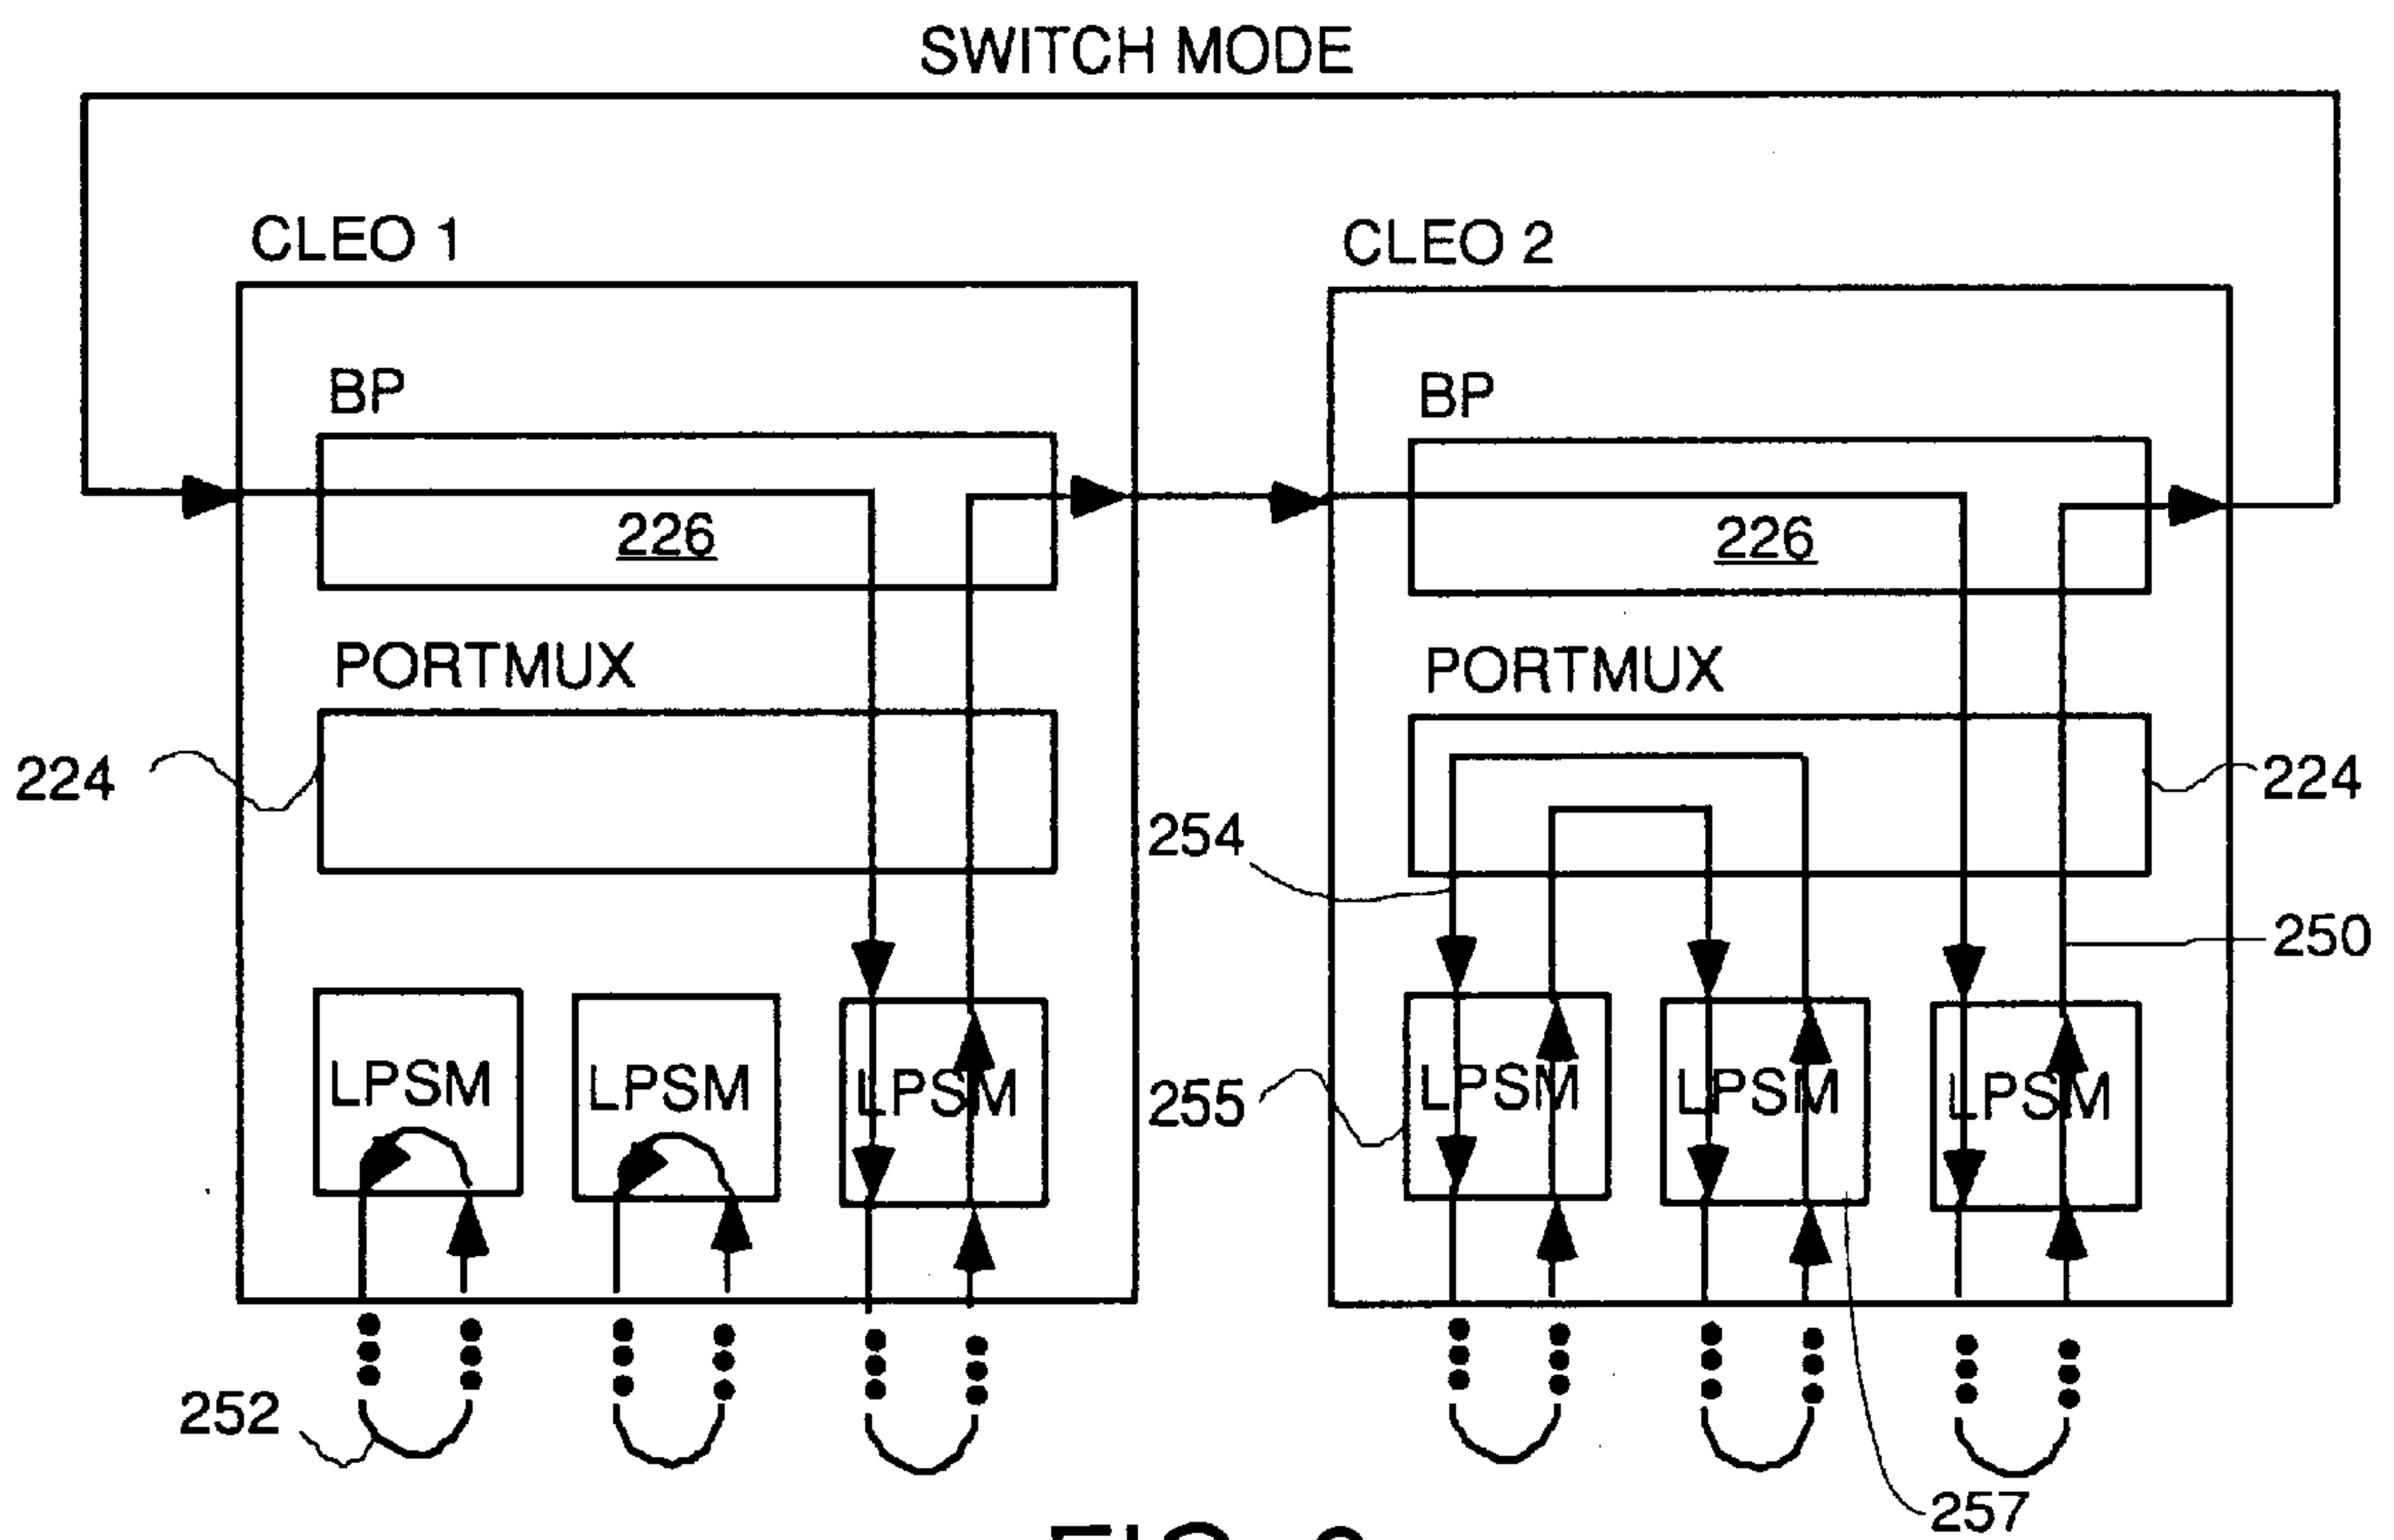 SWITCH MODE
CLEO 1
CLEO 2
BP
BP
226
226
PORTMUX
PORTMUX
224
224
254
250
LPSM
LPSM
LPSM
LPSM
LPSM
LPSM
255
252
257